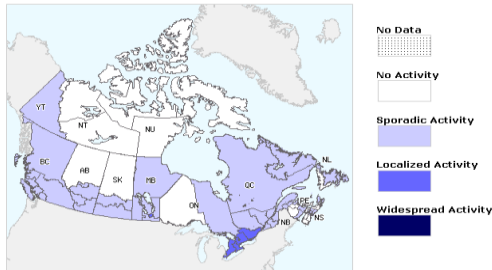 No Data
No Activity
YT
Sporadic Activity
NT
NU
NL
BC
Localized Activity
AB
MB
SK
QC
PE
ON
Widespread Activity
NS
NB